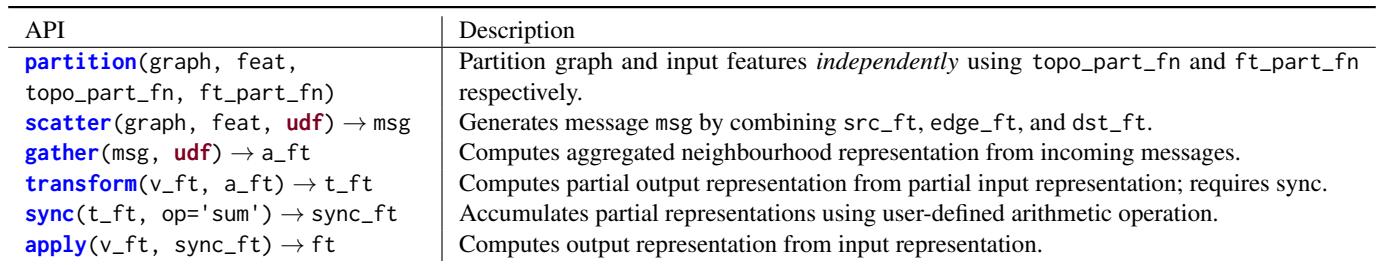 API Description
partition(graph, feat, Partition graph and input features independently using topo_part_fn and ft_part_fn
topo_part_fn, ft_part_fn) respectively.
scatter(graph, feat, udf) → msg Generates message msg by combining src_ft, edge_ft, and dst_ft.
gather(msg, udf) → a_ft Computes aggregated neighbourhood representation from incoming messages.
transform(v_ft, a_ft) → t_ft Computes partial output representation from partial input representation; requires sync.
sync(t_ft, op='sum') → sync_ft Accumulates partial representations using user-defined arithmetic operation.
apply(v_ft, sync_ft) → ft Computes output representation from input representation.